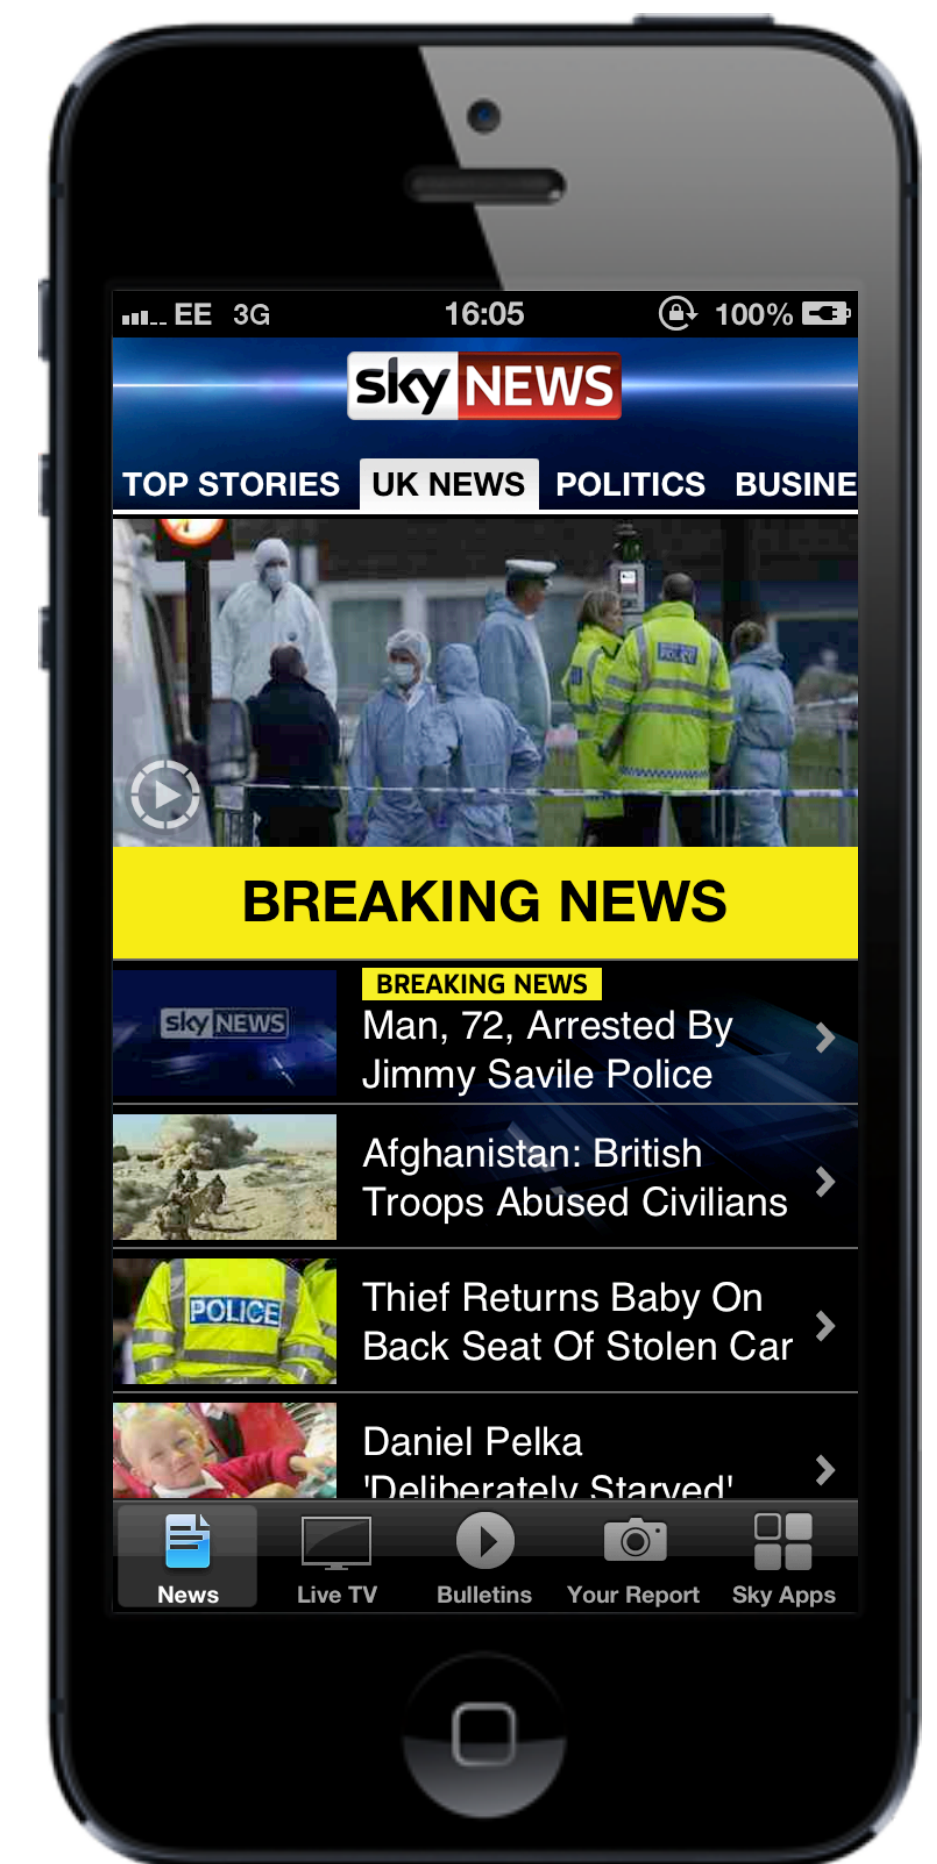 EE 3G 16:05 100%
sky NEWS
TOP STORIES UK NEWS POLITICS BUSINE
POLICE
BREAKING NEWS
sky NEWS
BREAKING NEWS
Man, 72, Arrested By
Jimmy Savile Police
Afghanistan: British
Troops Abused Civilians
POLICE
Thief Returns Baby On
Back Seat Of Stolen Car
Daniel Pelka
'Deliberately Starved'
News Live TV Bulletins Your Report Sky Apps